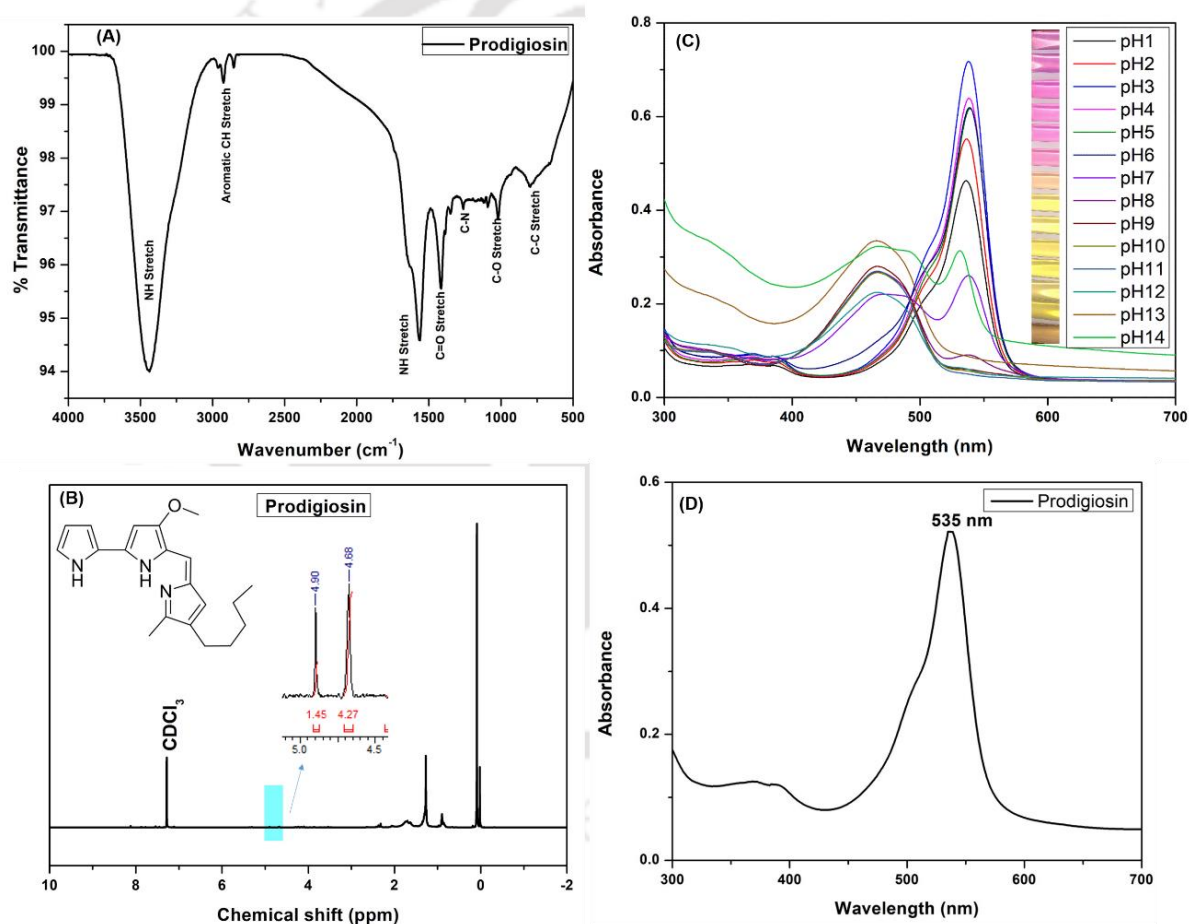 (A)
Prodigiosin
100
99
98
97
96
95
94
% Transmittance
NH Stretch
Aromatic CH Stretch
NH Stretch
C=O Stretch
C-N
C-O Stretch
C-C Stretch
4000 3500 3000 2500 2000 1500 1000 500
Wavenumber (cm⁻¹)
(C)
0.8
0.6
0.4
0.2
0.0
Absorbance
pH1
pH2
pH3
pH4
pH5
pH6
pH7
pH8
pH9
pH10
pH11
pH12
pH13
pH14
300 400 500 600 700
Wavelength (nm)
(B)
Prodigiosin
O
N
H
N
H
N
4.90
4.68
1.45 4.27
5.0 4.5
CDCl₃
10 8 6 4 2 0 -2
Chemical shift (ppm)
(D)
Prodigiosin
535 nm
0.6
0.4
0.2
0.0
Absorbance
300 400 500 600 700
Wavelength (nm)